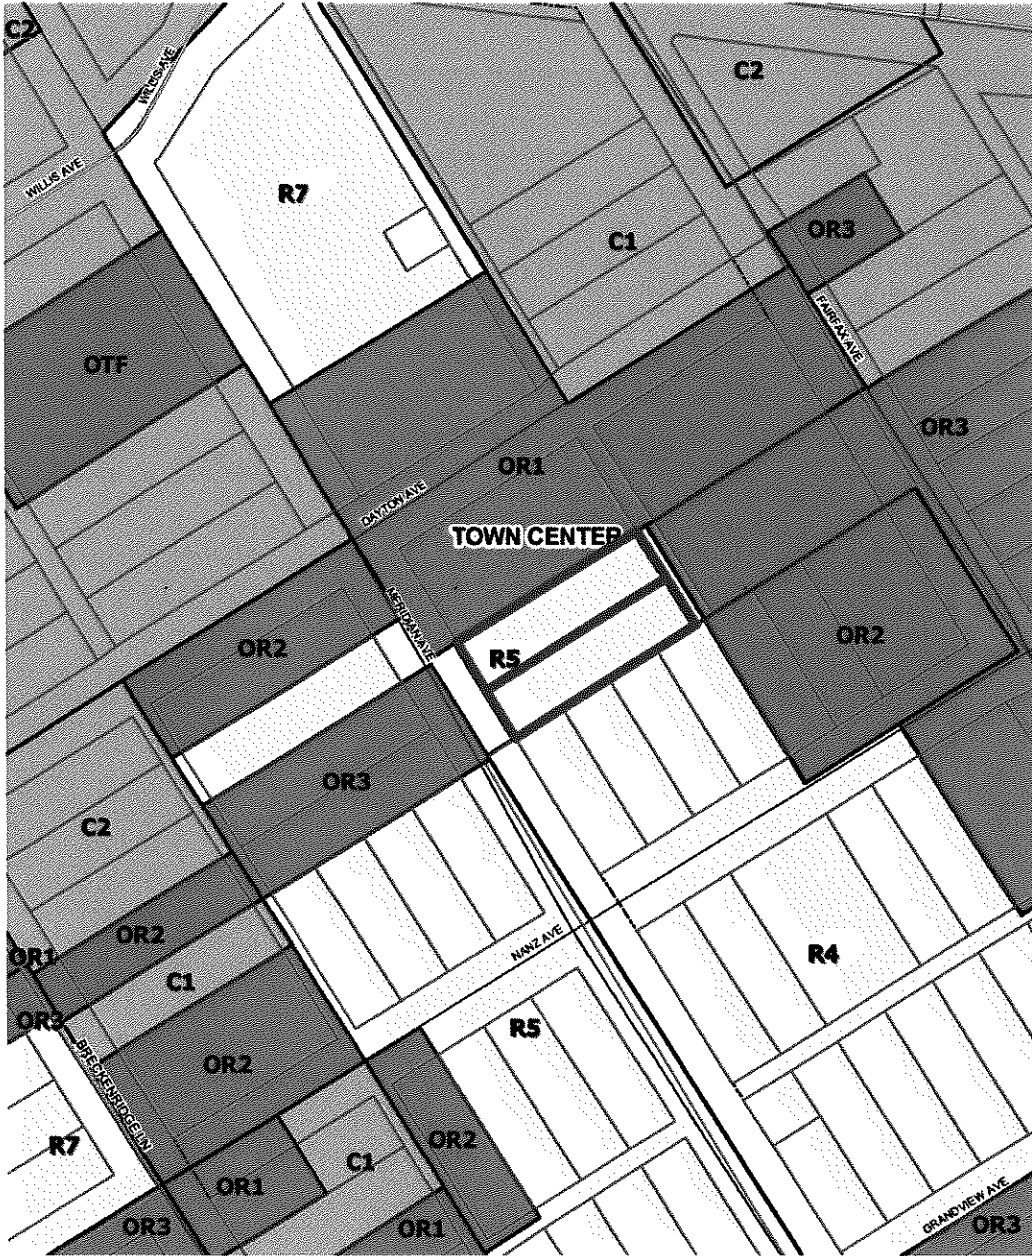 C2
WILLIS AVE
C2
WILLIS AVE
R7
OR3
C1
FAIRFAX AVE
OTF
OR3
OR1
DAYTON AVE
TOWN CENTER
MERIDIAN AVE
OR2
OR2
R5
OR3
C2
OR2
NANZ AVE
R4
OR1
C1
OR3
R5
OR2
BRECKENRIDGE LN
OR2
R7
C1
OR1
GRANDVIEW AVE
OR3
OR1
OR3